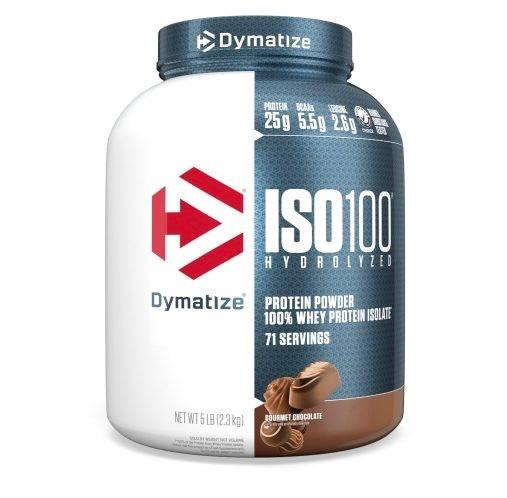 Dymatize
PROTEIN BCAAs LEUCINE
25g 5.5g 2.6g
ISO100
HYDROLYZED
Dymatize
PROTEIN POWDER
100% WHEY PROTEIN ISOLATE
71 SERVINGS
GOURMET CHOCOLATE
NET WT 5 LB (2.3 kg)